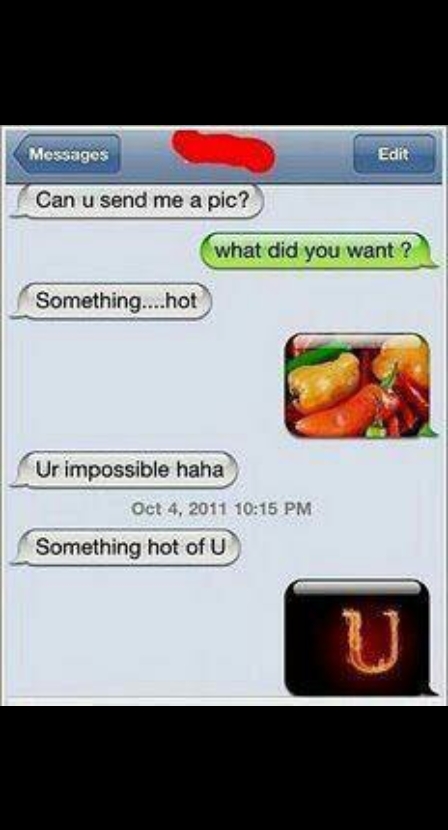 Messages
Edit
Can u send me a pic?
what did you want ?
Something....hot
Ur impossible haha
Oct 4, 2011 10:15 PM
Something hot of U
U